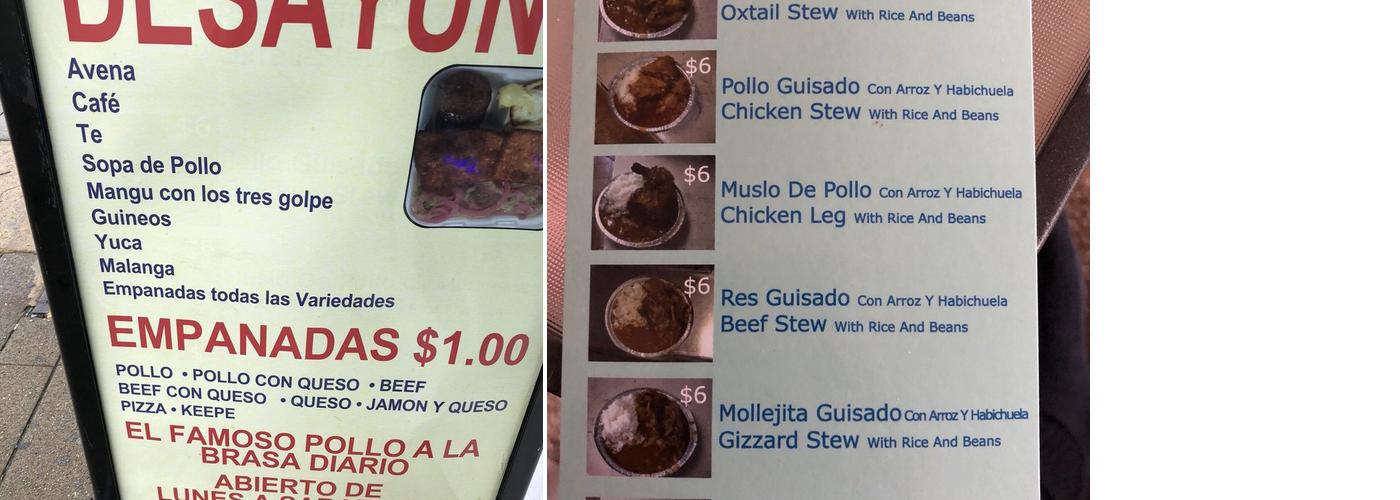 Avena
Café
Te
Sopa de Pollo
Mangu con los tres golpe
Guineos
Yuca
Malanga
Empanadas todas las Variedades
EMPANADAS $1.00
POLLO • POLLO CON QUESO • BEEF
BEEF CON QUESO • QUESO • JAMON Y QUESO
PIZZA • KEEPE
EL FAMOSO POLLO A LA
BRASA DIARIO
ABIERTO DE
LUNES A
Oxtail Stew With Rice And Beans
$6
Pollo Guisado Con Arroz Y Habichuela
Chicken Stew With Rice And Beans
$6
Muslo De Pollo Con Arroz Y Habichuela
Chicken Leg With Rice And Beans
$6
Res Guisado Con Arroz Y Habichuela
Beef Stew With Rice And Beans
$6
Mollejita Guisado Con Arroz Y Habichuela
Gizzard Stew With Rice And Beans